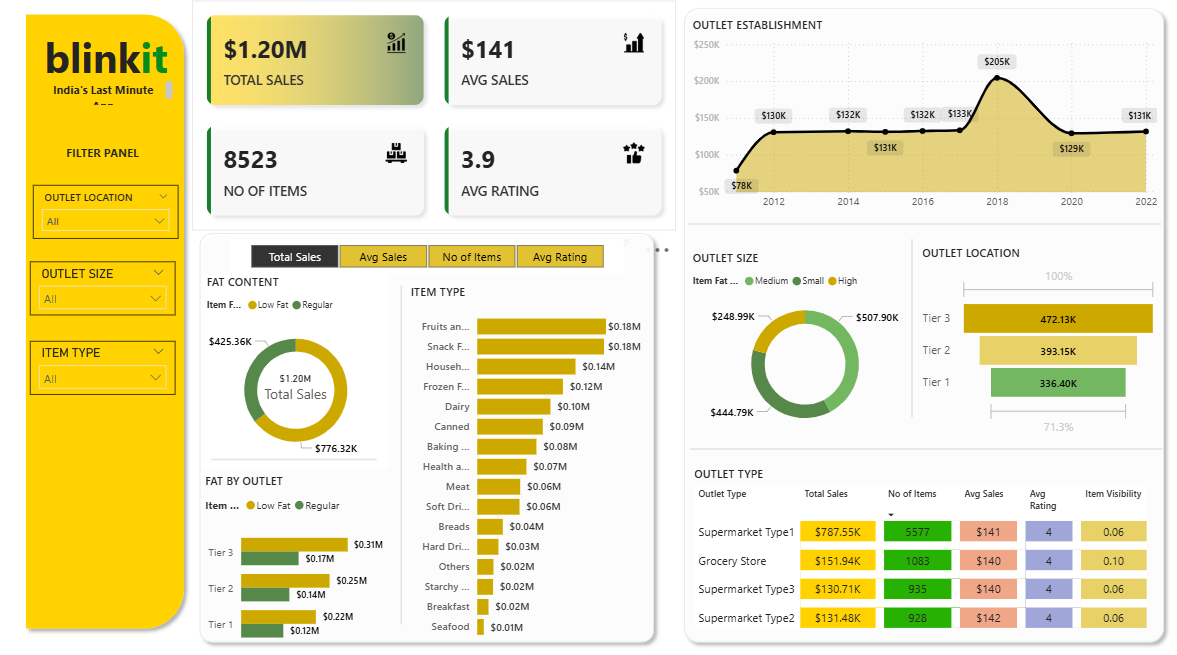 blinkit
India's Last Minute
App
FILTER PANEL
OUTLET LOCATION
All
OUTLET SIZE
All
ITEM TYPE
All
$1.20M
TOTAL SALES
$141
AVG SALES
8523
NO OF ITEMS
3.9
AVG RATING
Total Sales Avg Sales No of Items Avg Rating
FAT CONTENT
Item F... Low Fat Regular
$425.36K
$1.20M
Total Sales
$776.32K
FAT BY OUTLET
Item ... Low Fat Regular
Tier 3 $0.31M
$0.17M
Tier 2 $0.25M
$0.14M
Tier 1 $0.22M
$0.12M
ITEM TYPE
Fruits an... $0.18M
Snack F... $0.18M
Househ... $0.14M
Frozen F... $0.12M
Dairy $0.10M
Canned $0.09M
Baking ... $0.08M
Health a... $0.07M
Meat $0.06M
Soft Dri... $0.06M
Breads $0.04M
Hard Dri... $0.03M
Others $0.02M
Starchy ... $0.02M
Breakfast $0.02M
Seafood $0.01M
OUTLET ESTABLISHMENT
$250K
$200K
$150K
$100K
$50K
$78K
$130K
$132K
$131K
$132K
$133K
$205K
$129K
$131K
2012 2014 2016 2018 2020 2022
OUTLET SIZE
Item Fat ... Medium Small High
$248.99K
$507.90K
$444.79K
OUTLET LOCATION
100%
Tier 3 472.13K
Tier 2 393.15K
Tier 1 336.40K
71.3%
OUTLET TYPE
Outlet Type Total Sales No of Items Avg Sales Avg Rating Item Visibility
Supermarket Type1 $787.55K 5577 $141 4 0.06
Grocery Store $151.94K 1083 $140 4 0.10
Supermarket Type3 $130.71K 935 $140 4 0.06
Supermarket Type2 $131.48K 928 $142 4 0.06